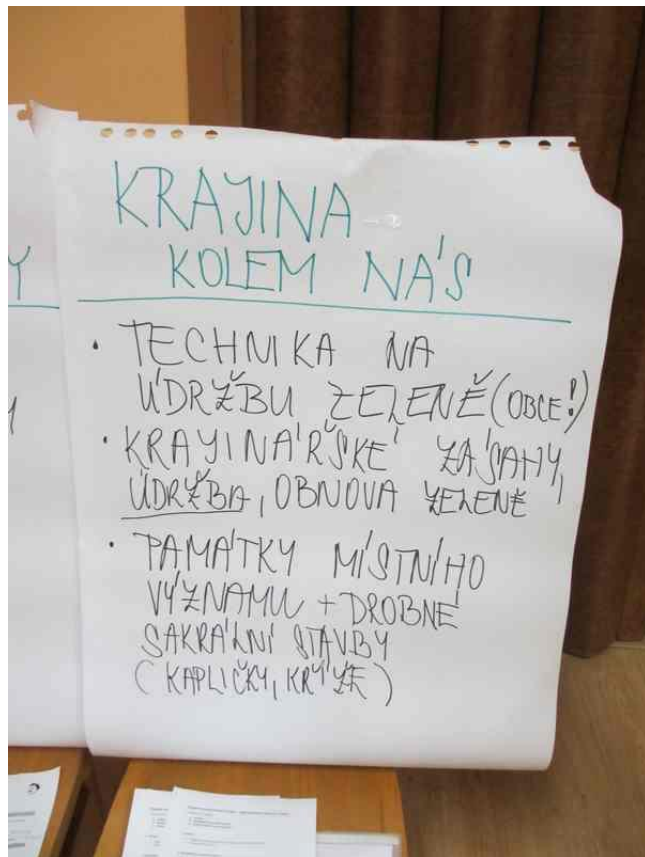 KRAJINA
KOLEM NÁS
• TECHNIKA NA
ÚDRŽBU ZELENĚ (OBCE!)
• KRAJINÁŘSKÉ ZÁSAHY,
ÚDRŽBA, OBNOVA ZELENĚ
• PAMÁTKY MÍSTNÍHO
VÝZNAMU + DROBNÉ
SAKRÁLNÍ STAVBY
(KAPLIČKY, KŘÍŽE)
Y